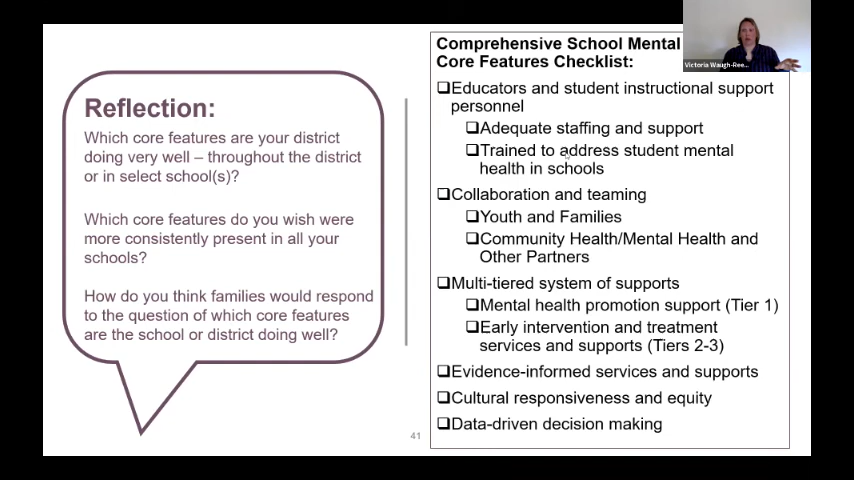 Reflection:
Which core features are your district
doing very well – throughout the district
or in select school(s)?
Which core features do you wish were
more consistently present in all your
schools?
How do you think families would respond
to the question of which core features
are the school or district doing well?
41
Comprehensive School Mental
Core Features Checklist:
❑Educators and student instructional support
personnel
❑Adequate staffing and support
❑Trained to address student mental
health in schools
❑Collaboration and teaming
❑Youth and Families
❑Community Health/Mental Health and
Other Partners
❑Multi-tiered system of supports
❑Mental health promotion support (Tier 1)
❑Early intervention and treatment
services and supports (Tiers 2-3)
❑Evidence-informed services and supports
❑Cultural responsiveness and equity
❑Data-driven decision making
Victoria Waugh-Ree...